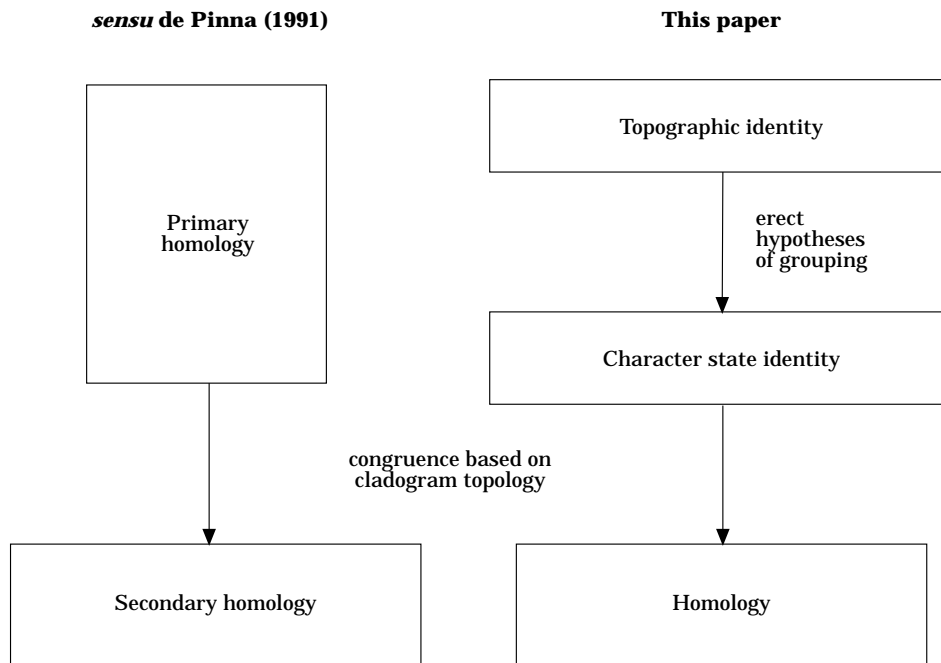 sensu de Pinna (1991)
This paper
Primary
homology
Topographic identity
erect
hypotheses
of grouping
Character state identity
congruence based on
cladogram topology
Secondary homology
Homology